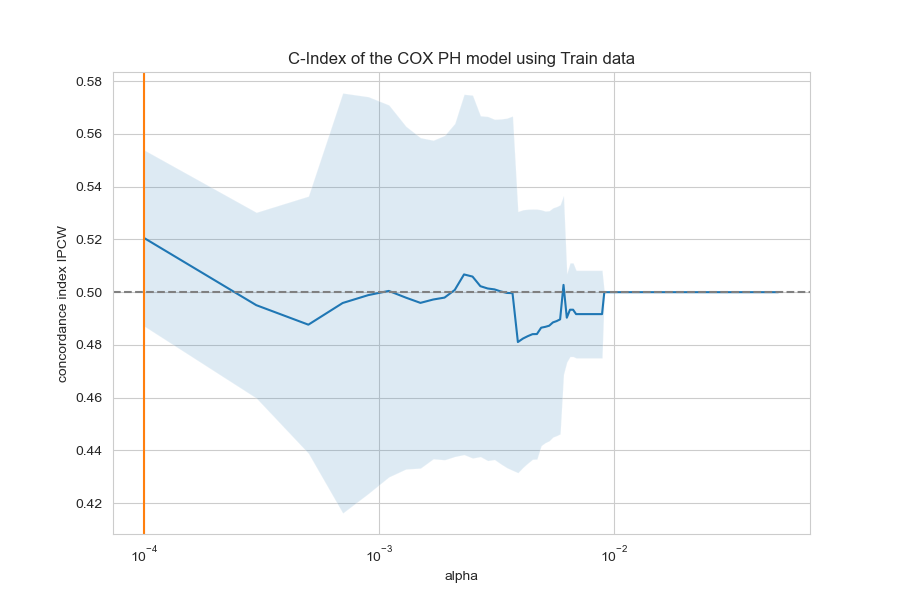 C-Index of the COX PH model using Train data
concordance index IPCW
0.58
0.56
0.54
0.52
0.50
0.48
0.46
0.44
0.42
10⁻⁴ 10⁻³ 10⁻²
alpha